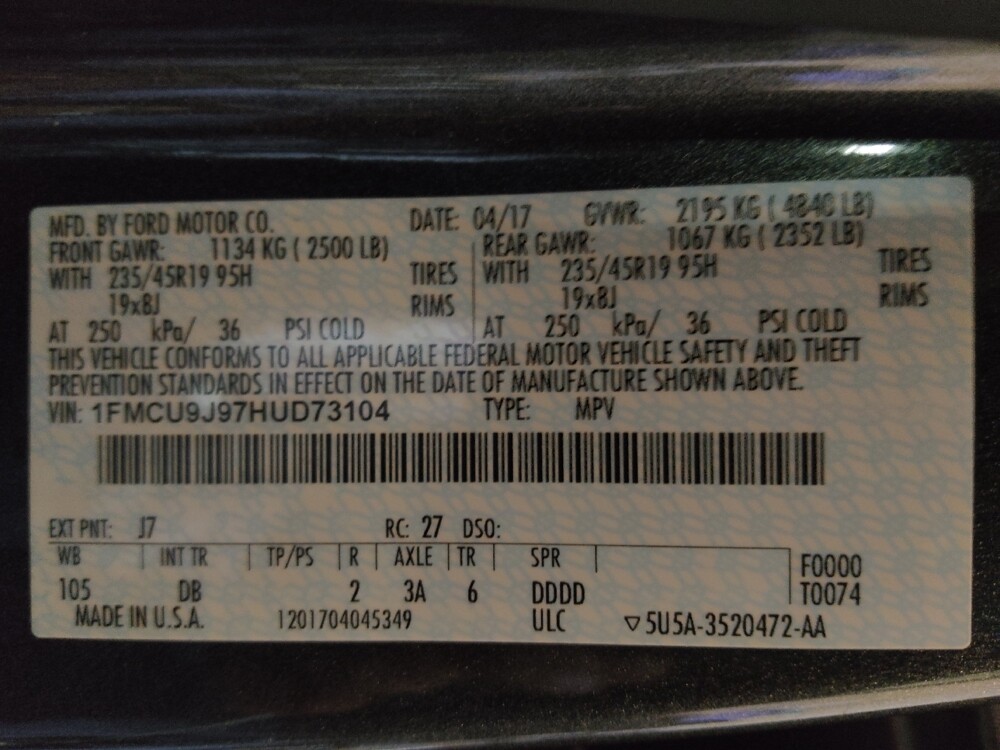 MFD. BY FORD MOTOR CO. DATE: 04/17 GVWR: 2195 KG ( 4840 LB)
FRONT GAWR: 1134 KG ( 2500 LB) REAR GAWR: 1067 KG ( 2352 LB)
WITH 235/45R19 95H TIRES WITH 235/45R19 95H TIRES
19x8J RIMS 19x8J RIMS
AT 250 kPa/ 36 PSI COLD AT 250 kPa/ 36 PSI COLD
THIS VEHICLE CONFORMS TO ALL APPLICABLE FEDERAL MOTOR VEHICLE SAFETY AND THEFT
PREVENTION STANDARDS IN EFFECT ON THE DATE OF MANUFACTURE SHOWN ABOVE.
VIN: 1FMCU9J97HUD73104 TYPE: MPV
EXT PNT: J7 RC: 27 DSO:
WB INT TR TP/PS R AXLE TR SPR F0000
105 DB 2 3A 6 DDDD T0074
MADE IN U.S.A. 1201704045349 ULC ▽5U5A-3520472-AA